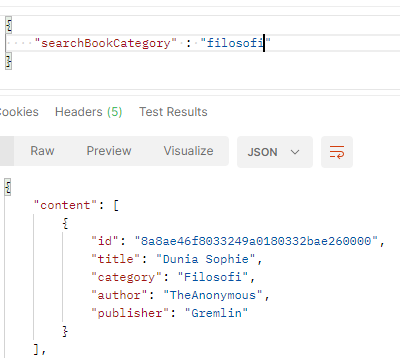 {
"searchBookCategory" : "filosofi"
}
Cookies Headers (5) Test Results
Raw Preview Visualize JSON
{
"content": [
{
"id": "8a8ae46f8033249a0180332bae260000",
"title": "Dunia Sophie",
"category": "Filosofi",
"author": "TheAnonymous",
"publisher": "Gremlin"
}
],